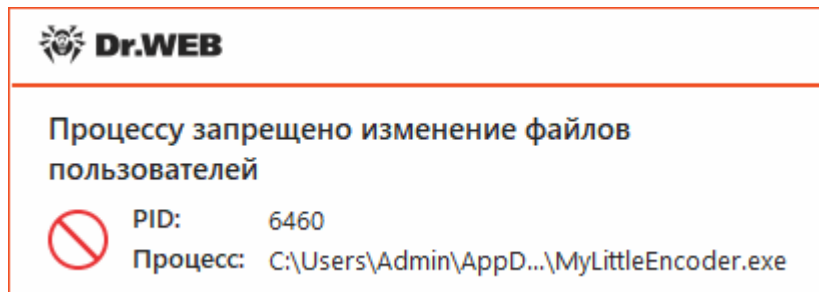 Dr.WEB
Процессу запрещено изменение файлов
пользователей
PID: 6460
Процесс: C:\Users\Admin\AppD...\MyLittleEncoder.exe